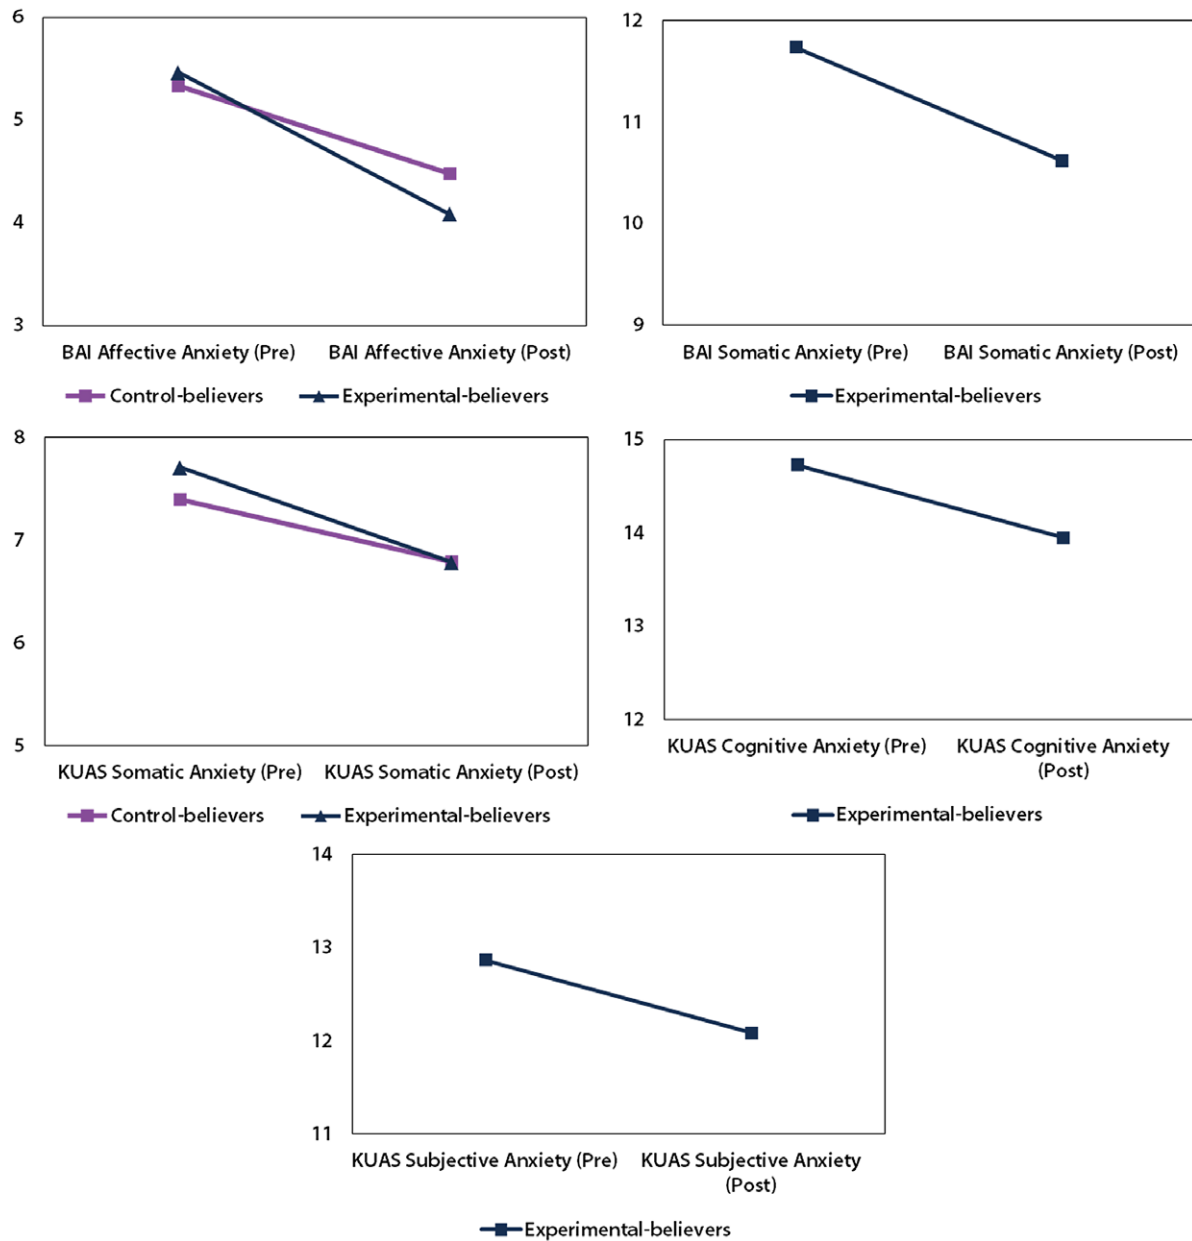 6
5
4
3
BAI Affective Anxiety (Pre) BAI Affective Anxiety (Post)
Control-believers Experimental-believers
12
11
10
9
BAI Somatic Anxiety (Pre) BAI Somatic Anxiety (Post)
Experimental-believers
8
7
6
5
KUAS Somatic Anxiety (Pre) KUAS Somatic Anxiety (Post)
Control-believers Experimental-believers
15
14
13
12
KUAS Cognitive Anxiety (Pre) KUAS Cognitive Anxiety
(Post)
Experimental-believers
14
13
12
11
KUAS Subjective Anxiety (Pre) KUAS Subjective Anxiety
(Post)
Experimental-believers